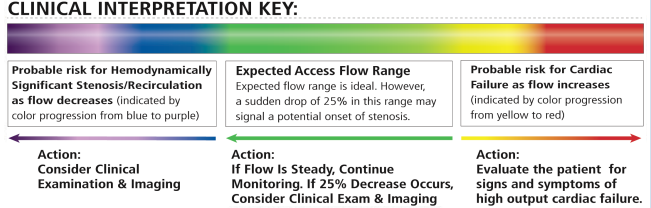 CLINICAL INTERPRETATION KEY:
Probable risk for Hemodynamically
Significant Stenosis/Recirculation
as flow decreases (indicated by
color progression from blue to purple)
Expected Access Flow Range
Expected flow range is ideal. However,
a sudden drop of 25% in this range may
signal a potential onset of stenosis.
Probable risk for Cardiac
Failure as flow increases
(indicated by color progression
from yellow to red)
Action:
Consider Clinical
Examination & Imaging
Action:
If Flow Is Steady, Continue
Monitoring. If 25% Decrease Occurs,
Consider Clinical Exam & Imaging
Action:
Evaluate the patient for
signs and symptoms of
high output cardiac failure.